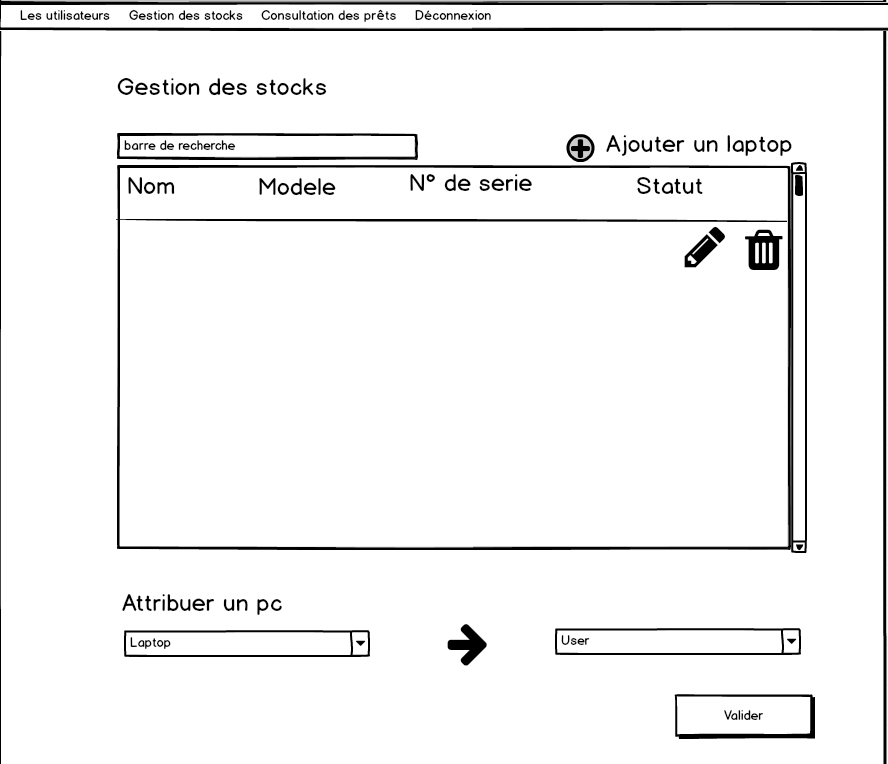 Les utilisateurs Gestion des stocks Consultation des prêts Déconnexion
Gestion des stocks
barre de recherche
Ajouter un laptop
Nom Modele N° de serie Statut
Attribuer un pc
Laptop User
Valider